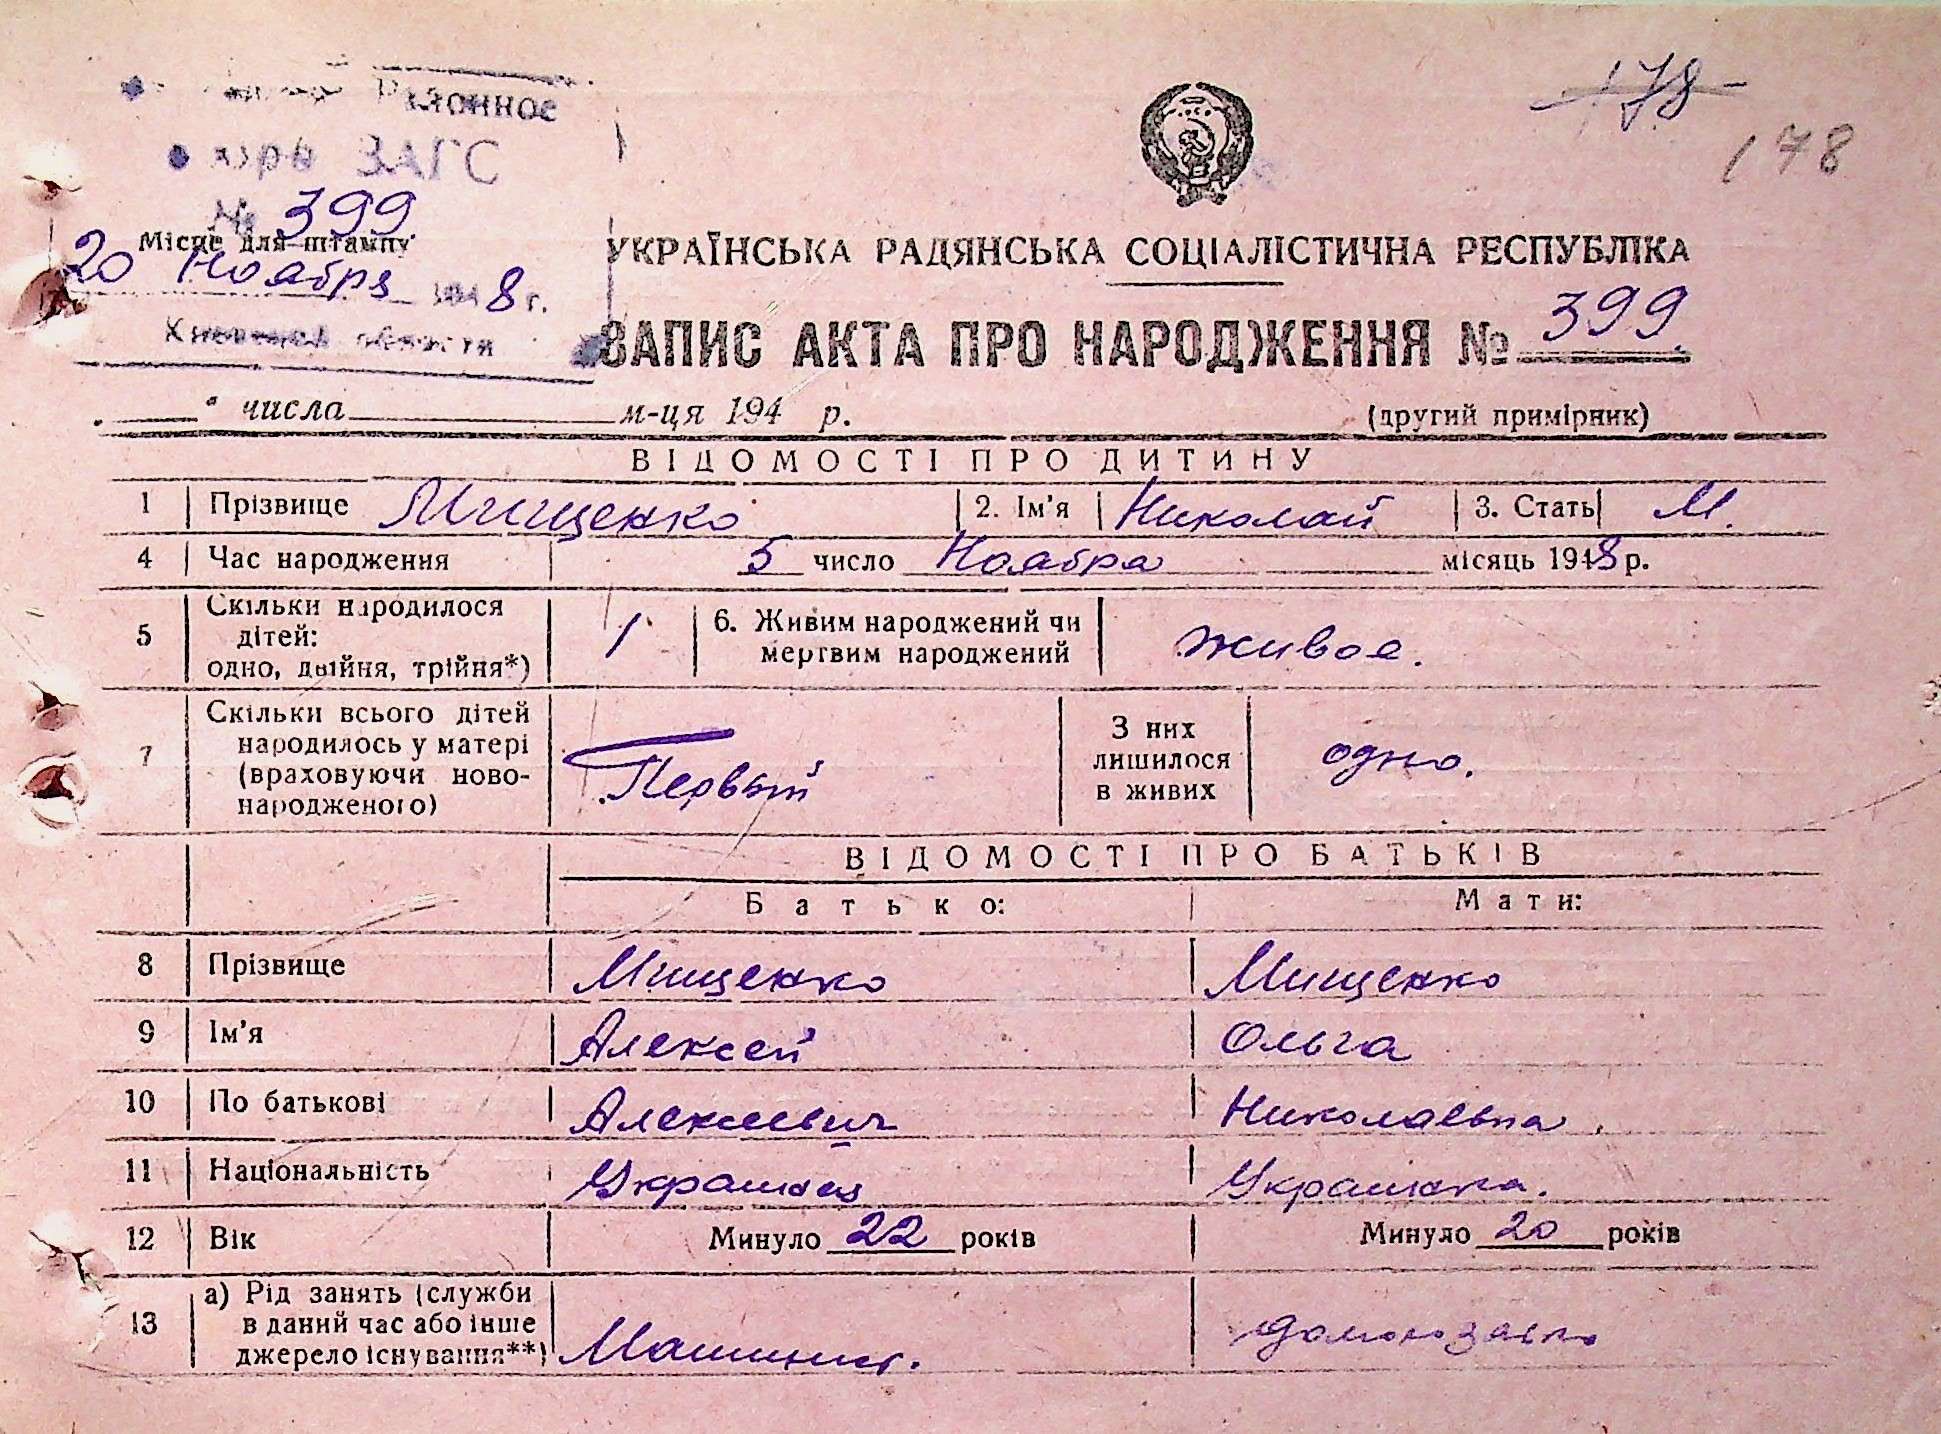 178
178
Районное
бюро ЗАГС
№ 399
Місце для штампу
20 Ноября 1948 г.
Киевской области
УКРАЇНСЬКА РАДЯНСЬКА СОЦІАЛІСТИЧНА РЕСПУБЛІКА
ЗАПИС АКТА ПРО НАРОДЖЕННЯ № 399.
„ “ числа м-ця 194 р. (другий примірник)
ВІДОМОСТІ ПРО ДИТИНУ
1 Прізвище Мищенко 2. Ім'я Николай 3. Стать М.
4 Час народження 5 число Ноября місяць 1948 р.
5 Скільки народилося
дітей:
одно, двійня, трійня*) 1 6. Живим народжений чи
мертвим народжений живое.
7 Скільки всього дітей
народилось у матері
(враховуючи ново-
народженого) Первый З них
лишилося
в живих одно.
ВІДОМОСТІ ПРО БАТЬКІВ
Батько: Мати:
8 Прізвище Мищенко Мищенко
9 Ім'я Алексей Ольга
10 По батькові Алексеевич Николаевна.
11 Національність Украинец Украинка.
12 Вік Минуло 22 років Минуло 20 років
13 а) Рід занять (служби
в даний час або інше
джерело існування**) Машинист. домохозяйка